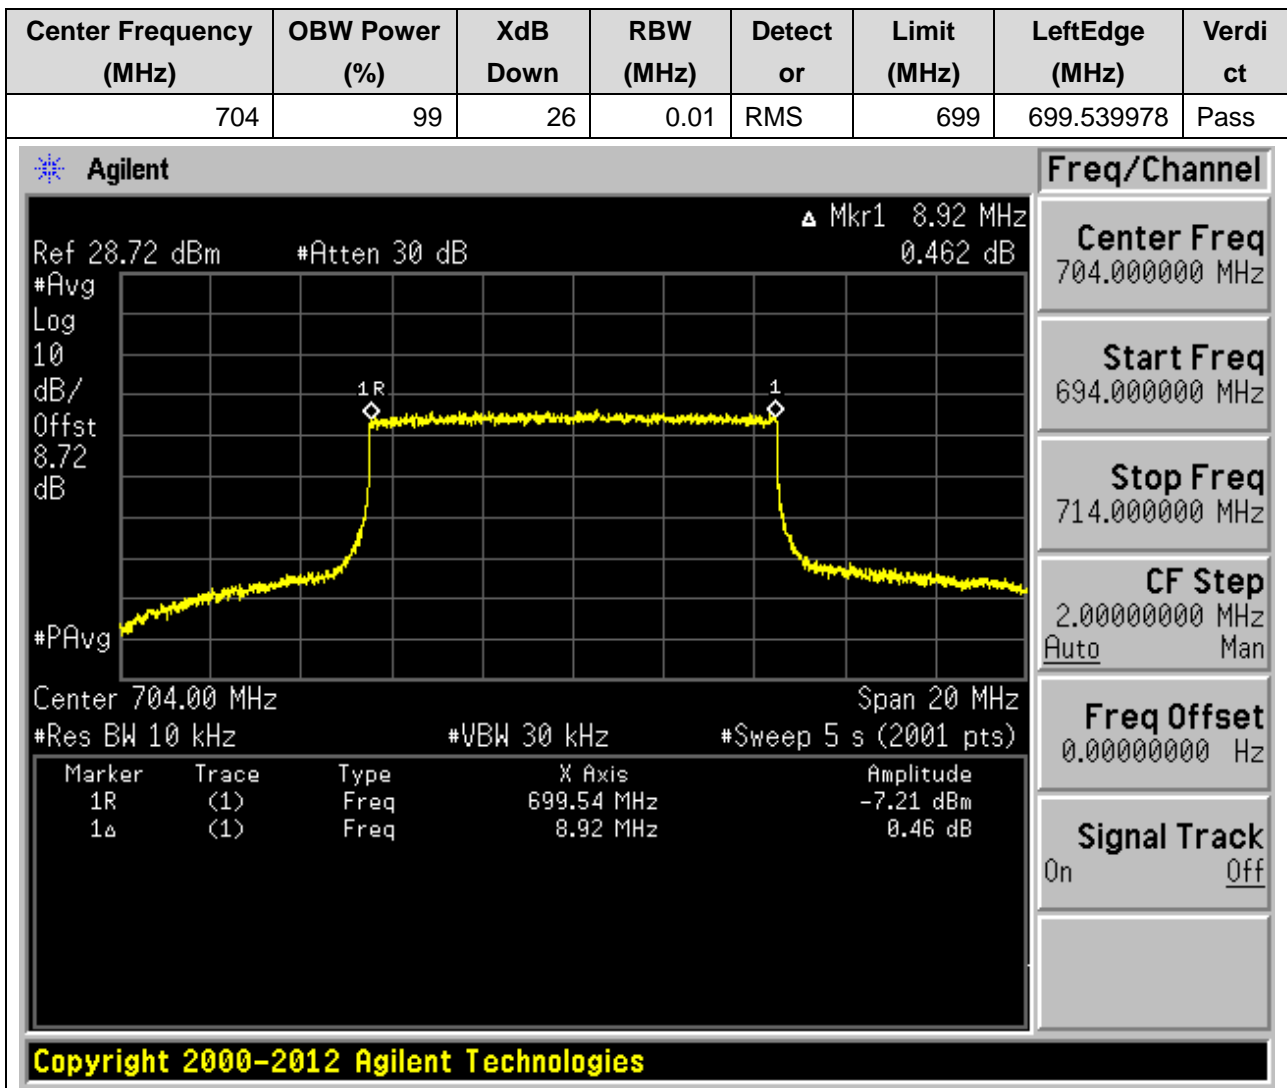 Center Frequency (MHz) OBW Power (%) XdB Down RBW (MHz) Detect or Limit (MHz) LeftEdge (MHz) Verdi ct
704 99 26 0.01 RMS 699 699.539978 Pass
Agilent
Freq/Channel
Δ Mkr1 8.92 MHz
Ref 28.72 dBm #Atten 30 dB 0.462 dB
#Avg
Log
10
dB/
Offst
8.72
dB
#PAvg
1R
1
Center 704.00 MHz Span 20 MHz
#Res BW 10 kHz #VBW 30 kHz #Sweep 5 s (2001 pts)
Marker Trace Type X Axis Amplitude
1R (1) Freq 699.54 MHz -7.21 dBm
1Δ (1) Freq 8.92 MHz 0.46 dB
Center Freq
704.000000 MHz
Start Freq
694.000000 MHz
Stop Freq
714.000000 MHz
CF Step
2.00000000 MHz
Auto Man
Freq Offset
0.00000000 Hz
Signal Track
On Off
Copyright 2000-2012 Agilent Technologies